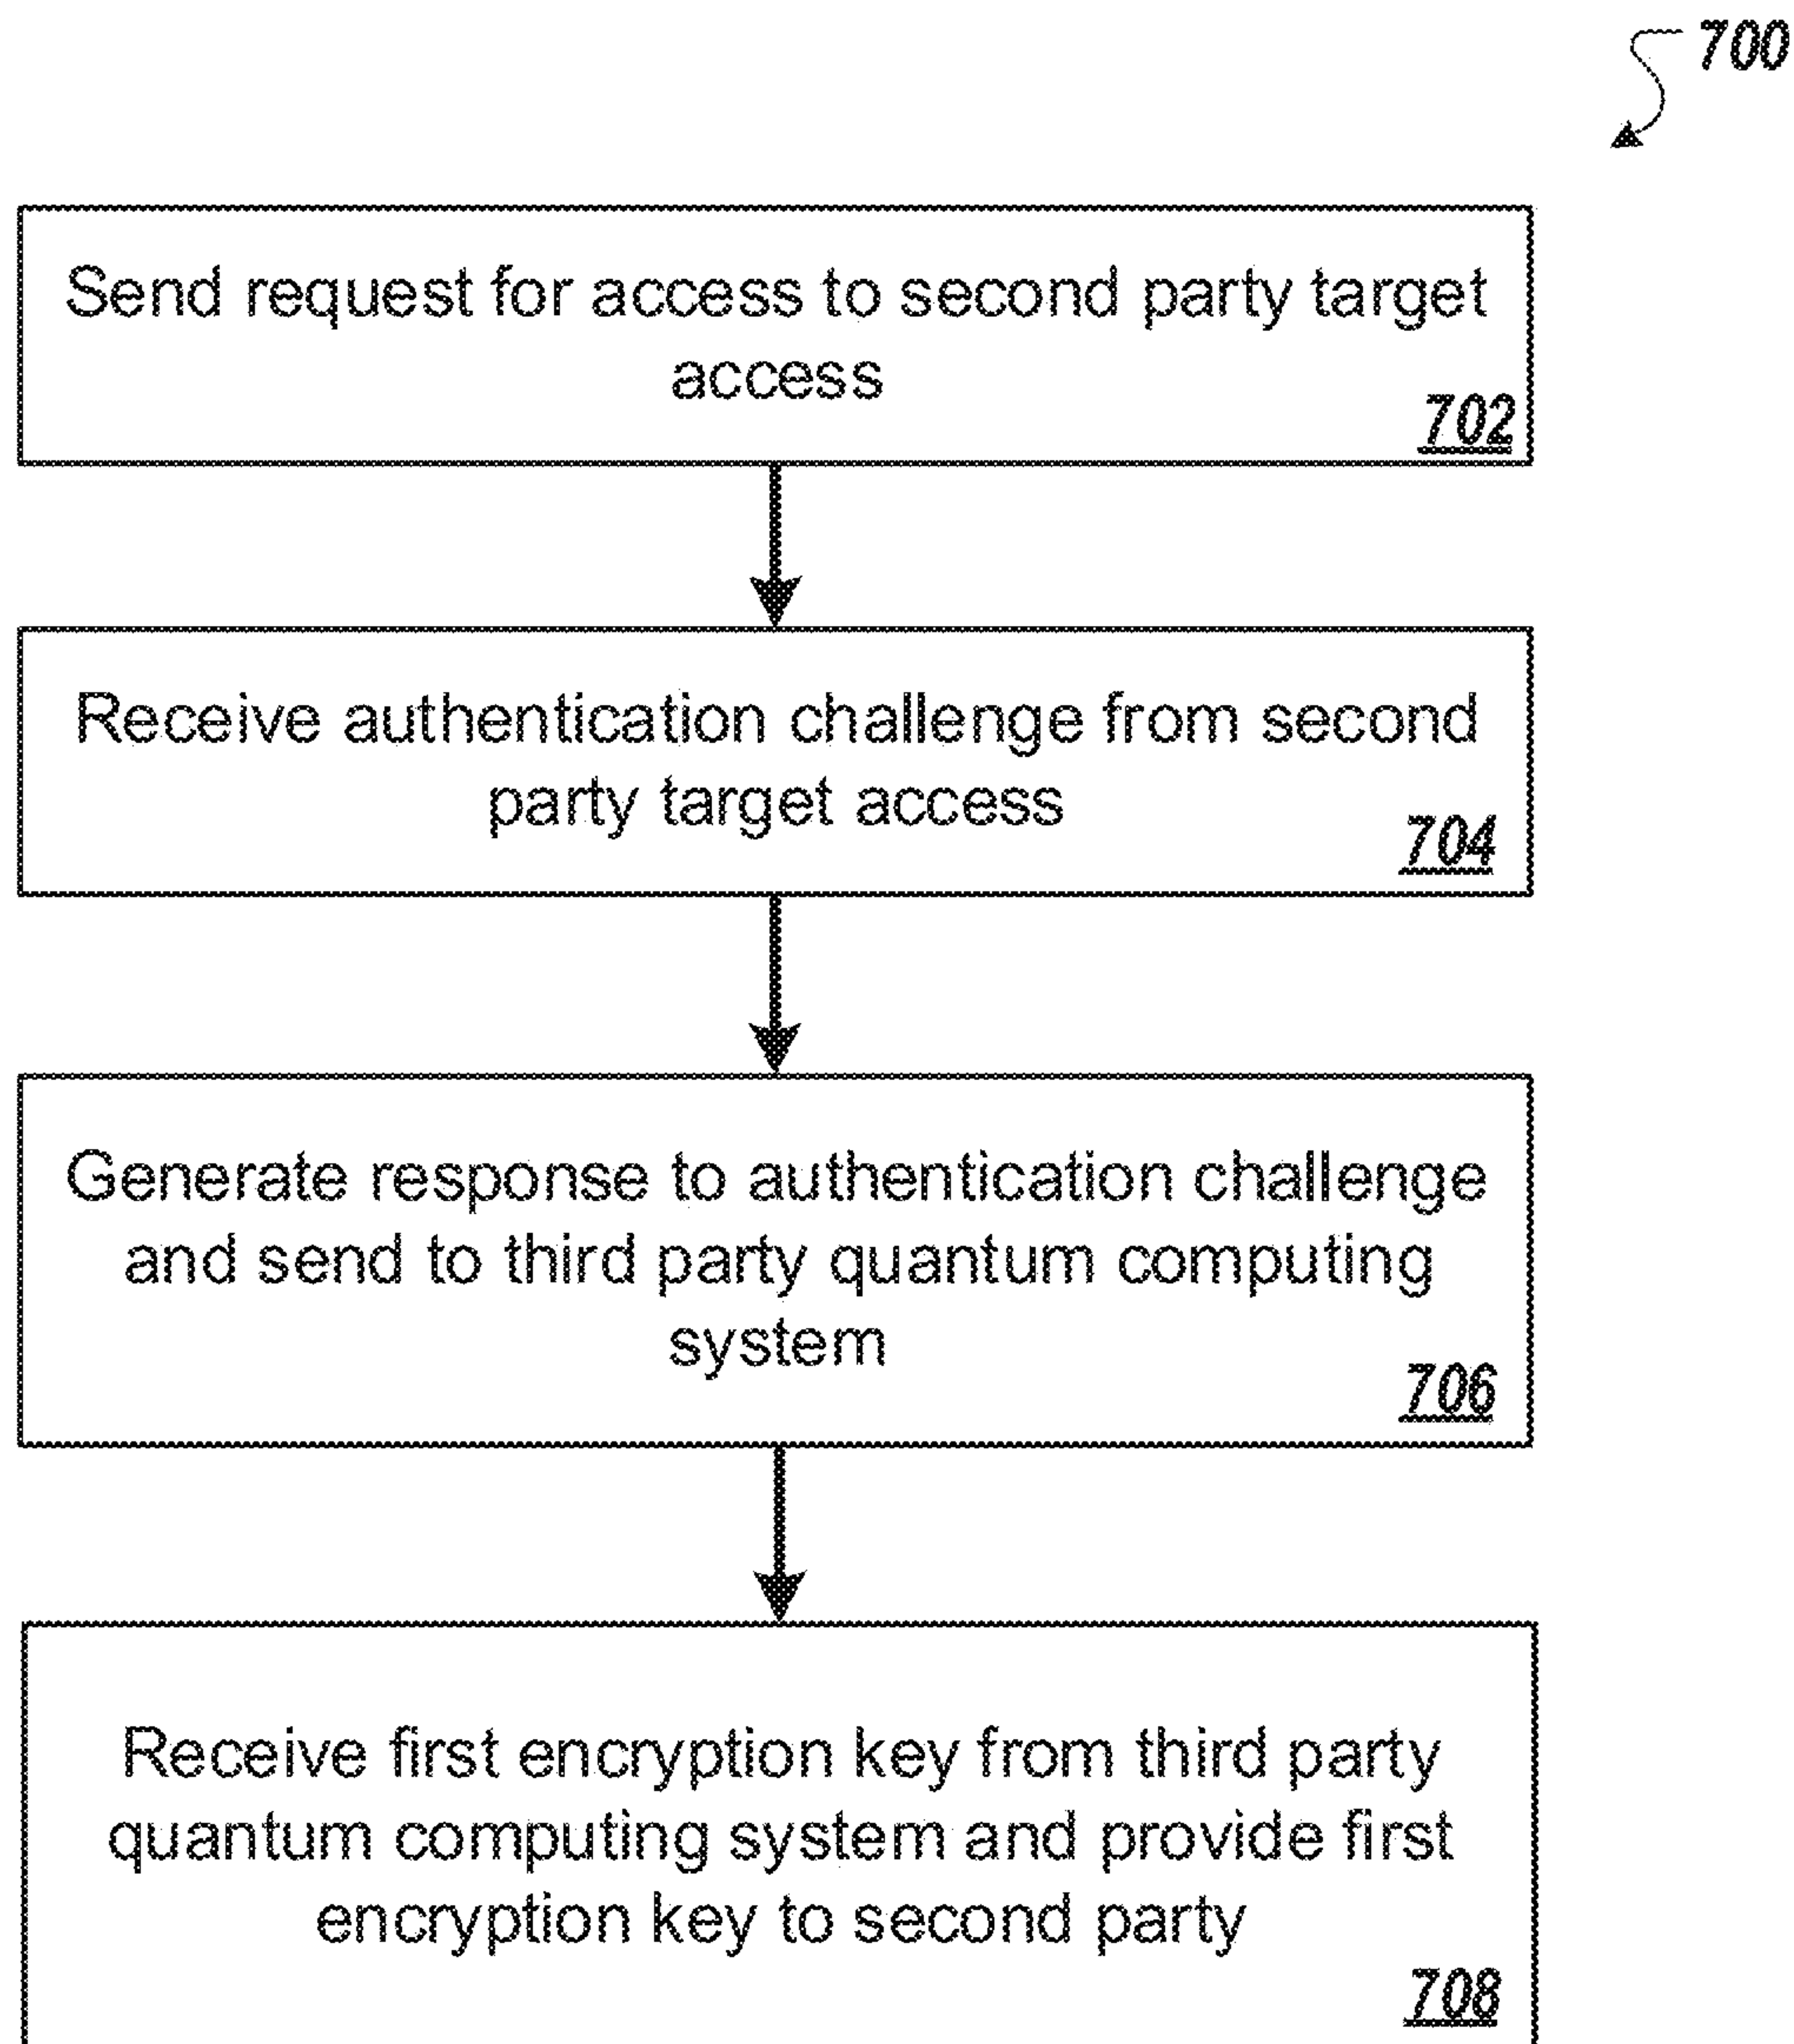 700
Send request for access to second party target
access
702
Receive authentication challenge from second
party target access
704
Generate response to authentication challenge
and send to third party quantum computing
system
706
Receive first encryption key from third party
quantum computing system and provide first
encryption key to second party
708